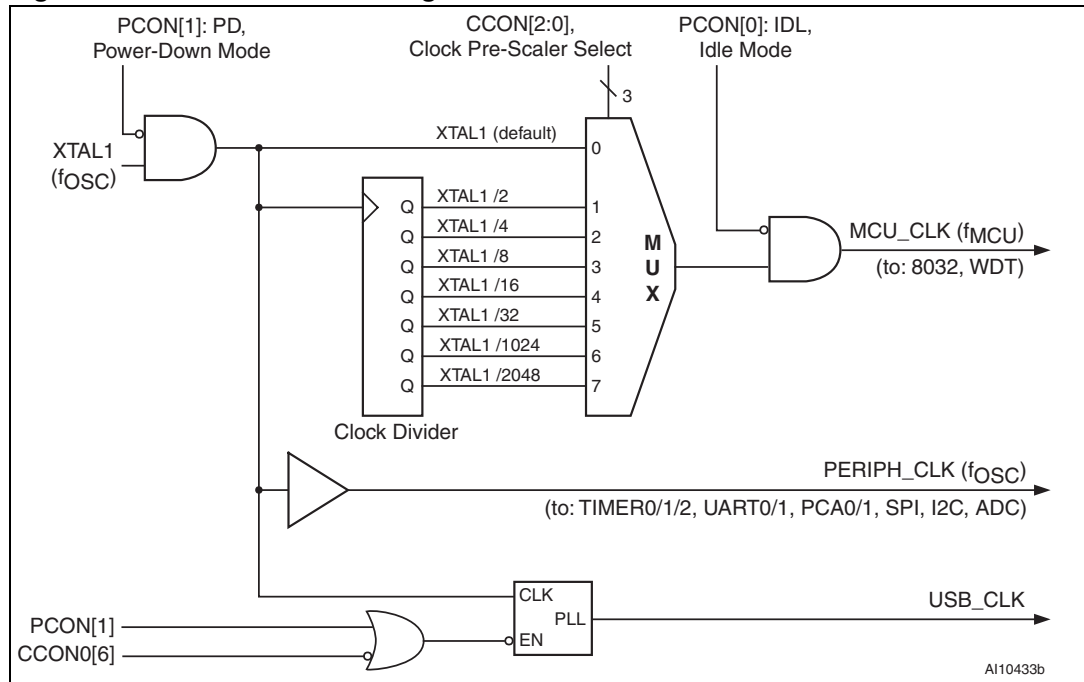 PCON[1]: PD,
Power-Down Mode
CCON[2:0],
Clock Pre-Scaler Select
PCON[0]: IDL,
Idle Mode
3
XTAL1
(fOSC)
XTAL1 (default)
0
Q XTAL1 /2 1
Q XTAL1 /4 2
Q XTAL1 /8 3
Q XTAL1 /16 4
Q XTAL1 /32 5
Q XTAL1 /1024 6
Q XTAL1 /2048 7
M
U
X
MCU_CLK (fMCU)
(to: 8032, WDT)
Clock Divider
PERIPH_CLK (fOSC)
(to: TIMER0/1/2, UART0/1, PCA0/1, SPI, I2C, ADC)
CLK
PLL
EN
USB_CLK
PCON[1]
CCON0[6]
AI10433b